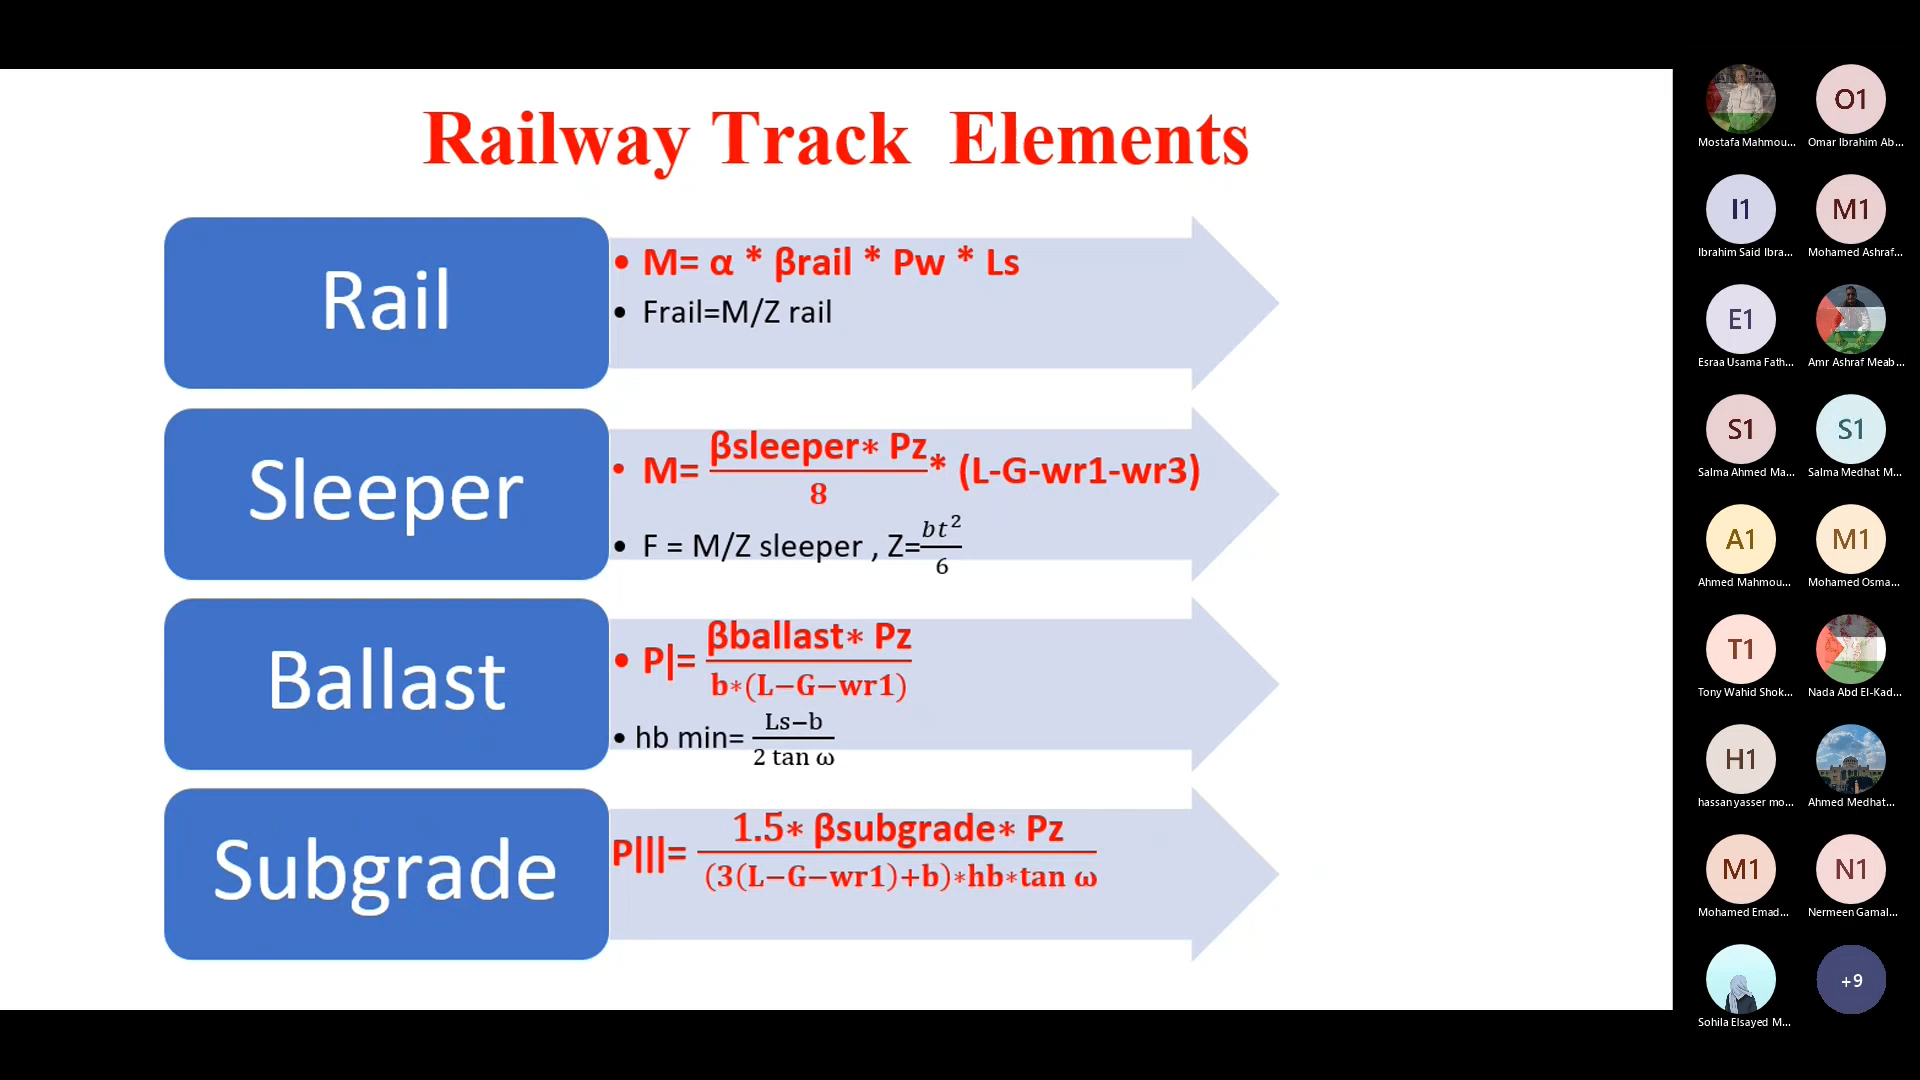 Railway Track Elements
Rail
• M= α * βrail * Pw * Ls
• Frail=M/Z rail
Sleeper
• M= βsleeper∗ Pz / 8 * (L-G-wr1-wr3)
• F = M/Z sleeper , Z= bt² / 6
Ballast
• P|= βballast∗ Pz / b∗(L−G−wr1)
• hb min= Ls−b / 2 tan ω
Subgrade
P|||= 1.5∗ βsubgrade∗ Pz / (3(L−G−wr1)+b)∗hb∗tan ω
Mostafa Mahmou...
O1
Omar Ibrahim Ab...
I1
Ibrahim Said Ibra...
M1
Mohamed Ashraf...
E1
Esraa Usama Fath...
Amr Ashraf Meab...
S1
Salma Ahmed Ma...
S1
Salma Medhat M...
A1
Ahmed Mahmou...
M1
Mohamed Osma...
T1
Tony Wahid Shok...
Nada Abd El-Kad...
H1
hassan yasser mo...
Ahmed Medhat...
M1
Mohamed Emad...
N1
Nermeen Gamal...
Sohila Elsayed M...
+9